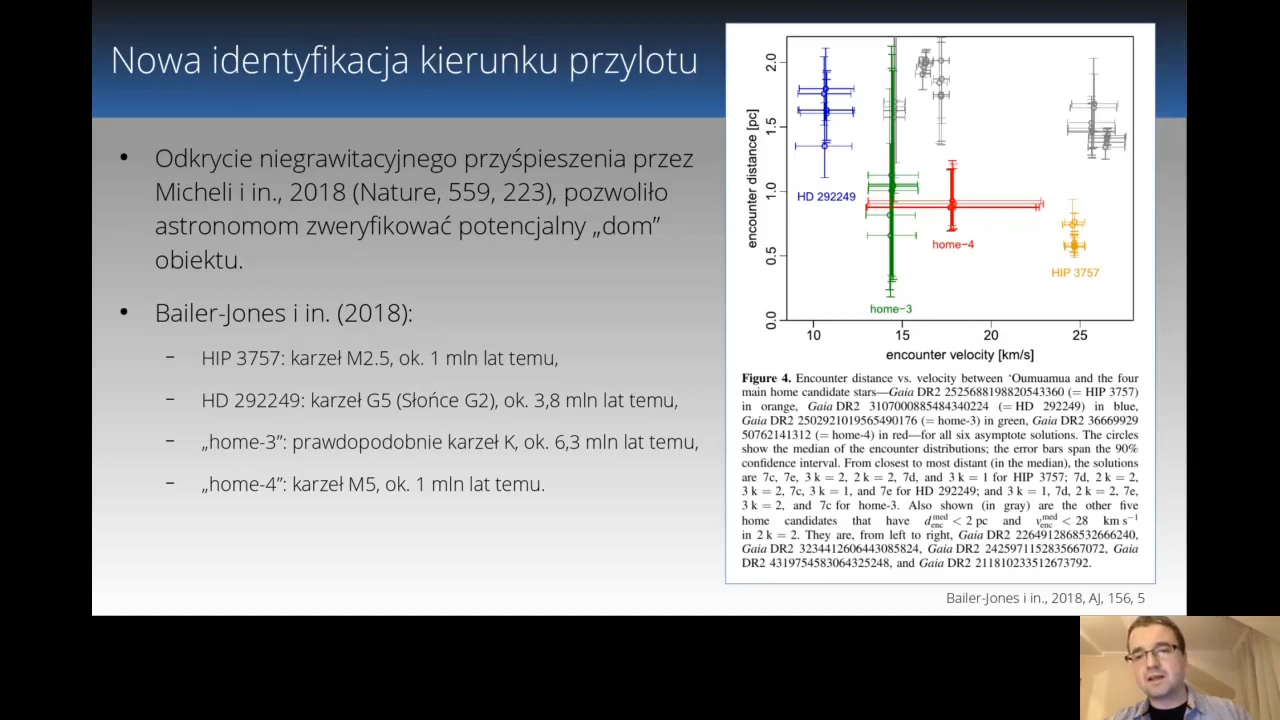 Nowa identyfikacja kierunku przylotu
• Odkrycie niegrawitacyjnego przyśpieszenia przez
Micheli i in., 2018 (Nature, 559, 223), pozwoliło
astronomom zweryfikować potencjalny „dom”
obiektu.
• Bailer-Jones i in. (2018):
– HIP 3757: karzeł M2.5, ok. 1 mln lat temu,
– HD 292249: karzeł G5 (Słońce G2), ok. 3,8 mln lat temu,
– „home-3”: prawdopodobnie karzeł K, ok. 6,3 mln lat temu,
– „home-4”: karzeł M5, ok. 1 mln lat temu.
encounter distance [pc]
2.0
1.5
1.0
0.5
0.0
HD 292249
home−4
HIP 3757
home−3
10 15 20 25
encounter velocity [km/s]
Figure 4. Encounter distance vs. velocity between ‘Oumuamua and the four
main home candidate stars—Gaia DR2 2525688198820543360 (= HIP 3757)
in orange, Gaia DR2 3107000885484340224 (= HD 292249) in blue,
Gaia DR2 2502921019565490176 (= home-3) in green, Gaia DR2 36669929
50762141312 (= home-4) in red—for all six asymptote solutions. The circles
show the median of the encounter distributions; the error bars span the 90%
confidence interval. From closest to most distant (in the median), the solutions
are 7c, 7e, 3 k = 2, 2 k = 2, 7d, and 3 k = 1 for HIP 3757; 7d, 2 k = 2,
3 k = 2, 7c, 3 k = 1, and 7e for HD 292249; and 3 k = 1, 7d, 2 k = 2, 7e,
3 k = 2, and 7c for home-3. Also shown (in gray) are the other five
home candidates that have d_enc^med < 2 pc and v_enc^med < 28 km s⁻¹
in 2 k = 2. They are, from left to right, Gaia DR2 2264912868532666240,
Gaia DR2 3234412606443085824, Gaia DR2 2425971152835667072, Gaia
DR2 4319754583064325248, and Gaia DR2 211810233512673792.
Bailer-Jones i in., 2018, AJ, 156, 5